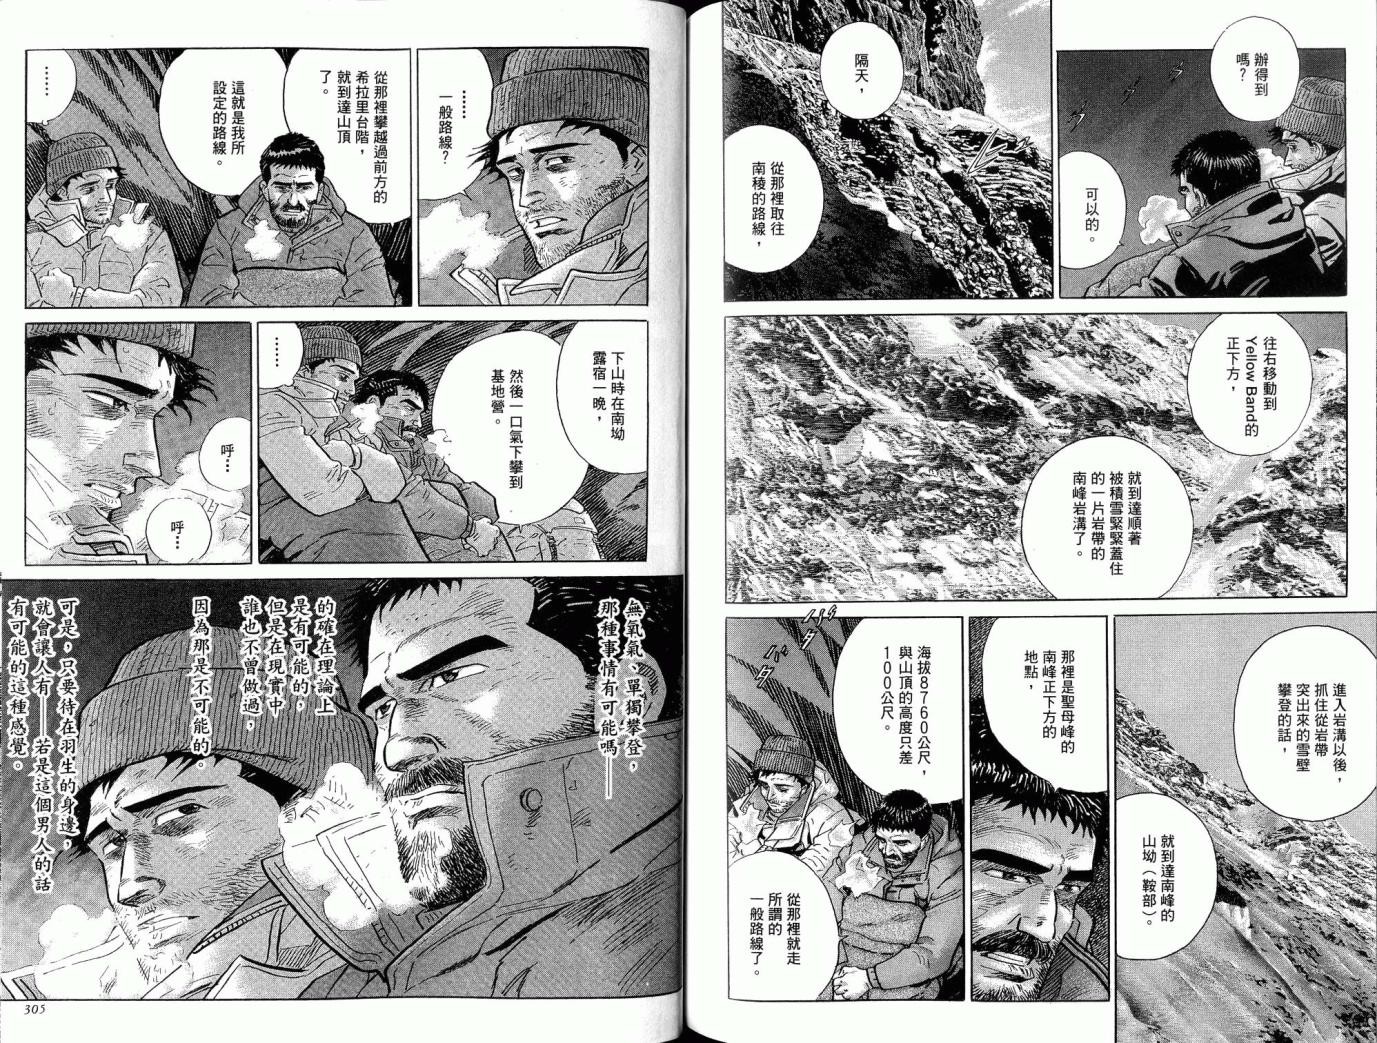 辦得到
嗎?
可以的。
隔天,
從那裡取往
南稜的路線,
往右移動到
Yellow Band的
正下方,
就到達順著
被積雪緊緊蓋住
的一片岩帶的
南峰岩溝了。
進入岩溝以後,
抓住從岩帶
突出來的雪壁
攀登的話,
就到達南峰的
山坳(鞍部)。
那裡是聖母峰的
南峰正下方的
地點,
海拔8760公尺,
與山頂的高度只差
100公尺。
從那裡就走
所謂的
一般路線了。
……
一般路線?
從那裡攀越過前方的
希拉里台階,
就到達山頂
了。
這就是我所
設定的路線。
……
下山時在南坳
露宿一晚,
然後一口氣下攀到
基地營。
……
呼…
呼…
無氧氣、單獨攀登,
那種事情有可能嗎——
的確在理論上
是有可能的,
但是在現實中
誰也不曾做過,
因為那是不可能的。
可是,只要待在羽生的身邊,
就會讓人有——若是這個男人的話
有可能的這種感覺。
305